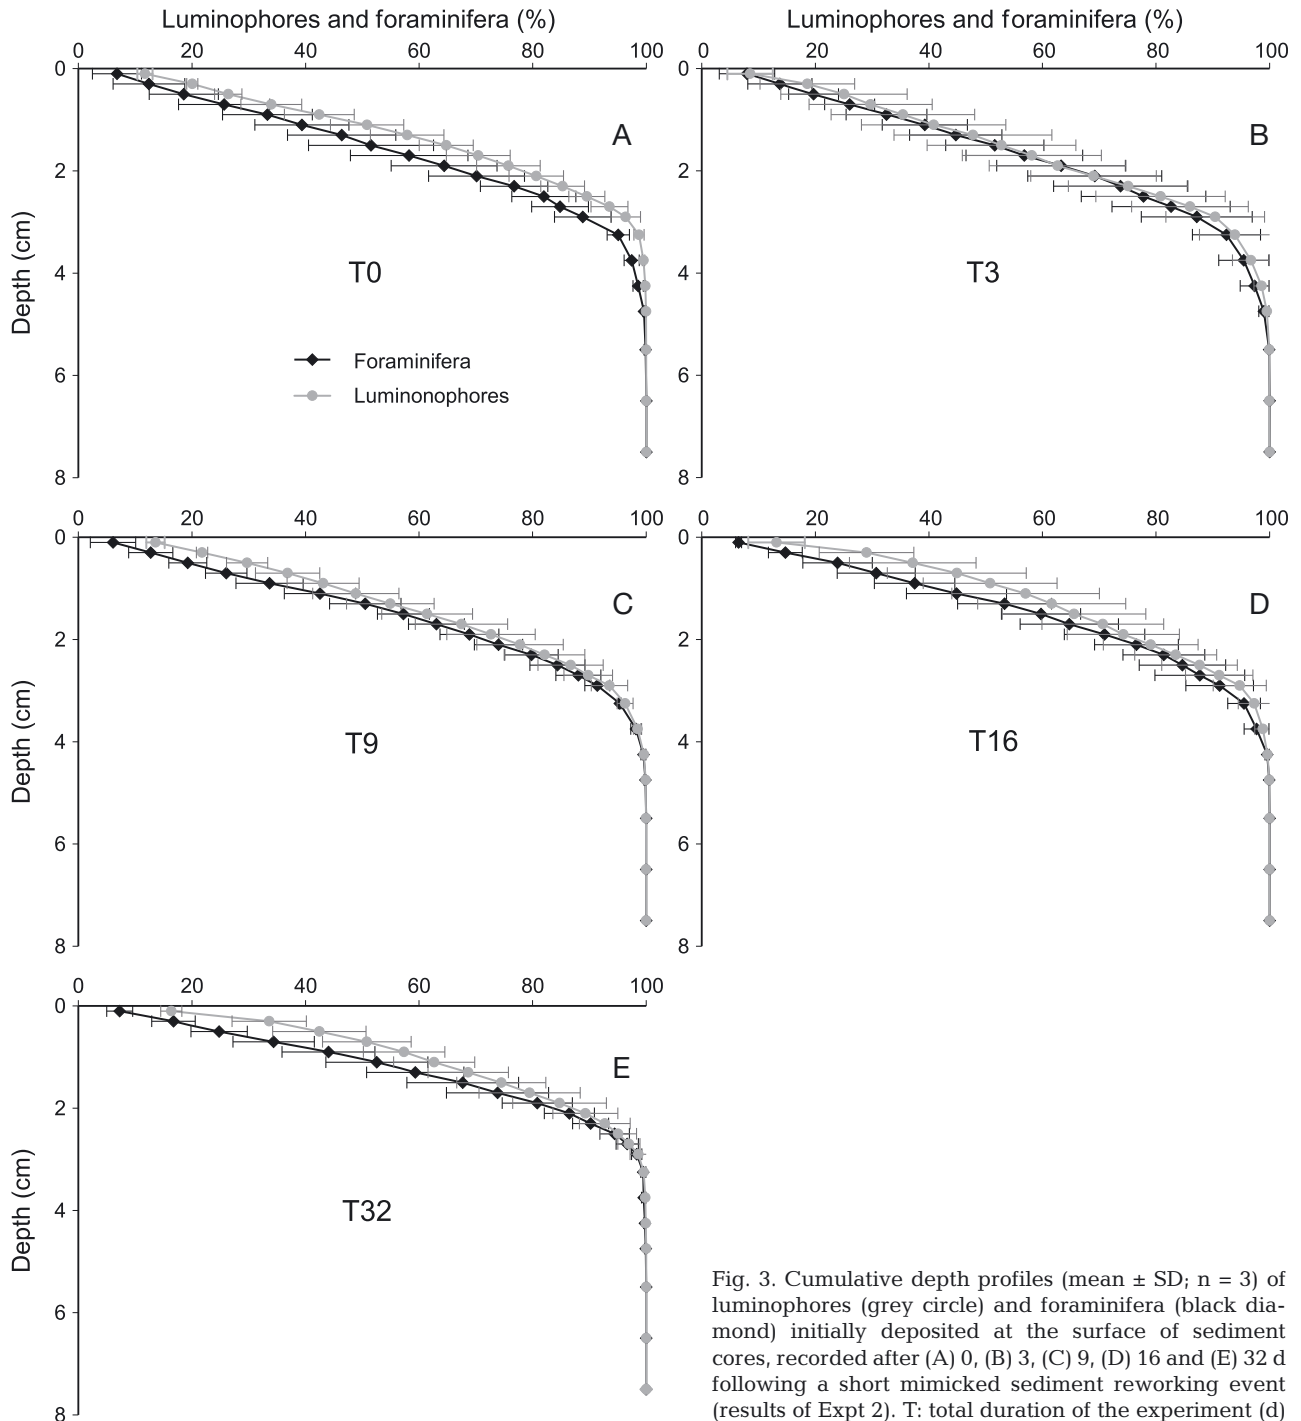 Luminophores and foraminifera (%) Luminophores and foraminifera (%)
0 20 40 60 80 100 0 20 40 60 80 100
0 0
A B
2 2
Depth (cm)
4 T0 4 T3
Foraminifera
6 6
Luminonophores
8 8
0 20 40 60 80 100 0 20 40 60 80 100
0 0
C D
2 2
Depth (cm)
4 T9 4 T16
6 6
8 8
0 20 40 60 80 100
0
E
2
Depth (cm)
4 T32
6
8
Fig. 3. Cumulative depth profiles (mean ± SD; n = 3) of
luminophores (grey circle) and foraminifera (black dia-
mond) initially deposited at the surface of sediment
cores, recorded after (A) 0, (B) 3, (C) 9, (D) 16 and (E) 32 d
following a short mimicked sediment reworking event
(results of Expt 2). T: total duration of the experiment (d)